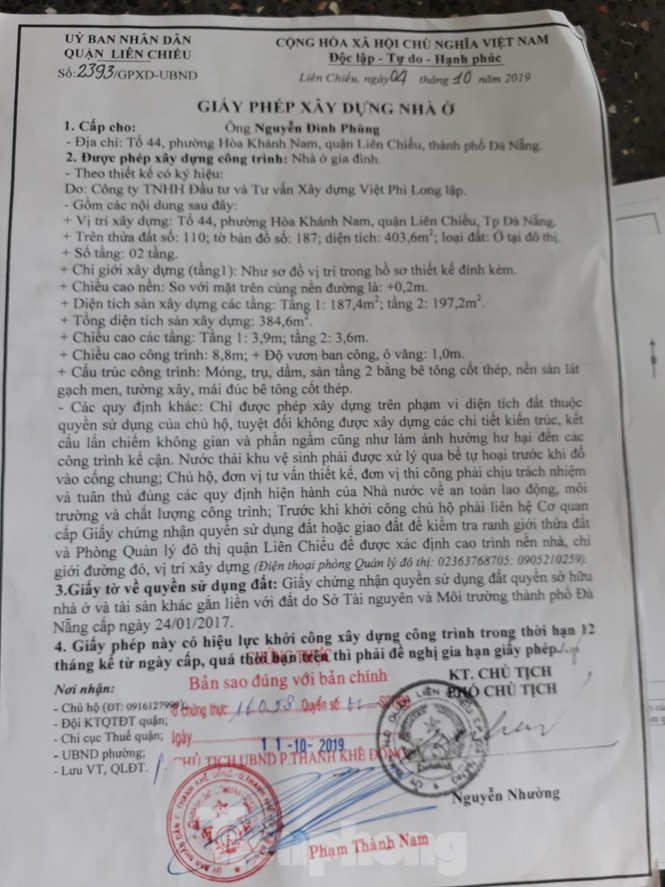 UỶ BAN NHÂN DÂN
QUẬN LIÊN CHIỂU
Số: 2393/GPXD-UBND
CỘNG HÒA XÃ HỘI CHỦ NGHĨA VIỆT NAM
Độc lập - Tự do - Hạnh phúc
Liên Chiểu, ngày 09 tháng 10 năm 2019
GIẤY PHÉP XÂY DỰNG NHÀ Ở
1. Cấp cho: Ông Nguyễn Đình Phùng
- Địa chỉ: Tổ 44, phường Hòa Khánh Nam, quận Liên Chiểu, thành phố Đà Nẵng.
2. Được phép xây dựng công trình: Nhà ở gia đình.
- Theo thiết kế có ký hiệu:
Do: Công ty TNHH Đầu tư và Tư vấn Xây dựng Việt Phi Long lập.
- Gồm các nội dung sau đây:
+ Vị trí xây dựng: Tổ 44, phường Hòa Khánh Nam, quận Liên Chiểu, Tp Đà Nẵng.
+ Trên thửa đất số: 110; tờ bản đồ số: 187; diện tích: 403,6m²; loại đất: Ở tại đô thị.
+ Số tầng: 02 tầng.
+ Chỉ giới xây dựng (tầng1): Như sơ đồ vị trí trong hồ sơ thiết kế đính kèm.
+ Chiều cao nền: So với mặt trên cùng nền đường là: +0,2m.
+ Diện tích sàn xây dựng các tầng: Tầng 1: 187,4m²; tầng 2: 197,2m².
+ Tổng diện tích sàn xây dựng: 384,6m².
+ Chiều cao các tầng: Tầng 1: 3,9m; tầng 2: 3,6m.
+ Chiều cao công trình: 8,8m; + Độ vươn ban công, ô văng: 1,0m.
+ Cấu trúc công trình: Móng, trụ, dầm, sàn tầng 2 bằng bê tông cốt thép, nền sàn lát
gạch men, tường xây, mái đúc bê tông cốt thép.
- Các quy định khác: Chỉ được phép xây dựng trên phạm vi diện tích đất thuộc
quyền sử dụng của chủ hộ, tuyệt đối không được xây dựng các chi tiết kiến trúc, kết
cấu lấn chiếm không gian và phần ngầm cũng như làm ảnh hưởng hư hại đến các
công trình kế cận. Nước thải khu vệ sinh phải được xử lý qua bể tự hoại trước khi đổ
vào cống chung; Chủ hộ, đơn vị tư vấn thiết kế, đơn vị thi công phải chịu trách nhiệm
và tuân thủ đúng các quy định hiện hành của Nhà nước về an toàn lao động, môi
trường và chất lượng công trình; Trước khi khởi công chủ hộ phải liên hệ Cơ quan
cấp Giấy chứng nhận quyền sử dụng đất hoặc giao đất để kiểm tra ranh giới thửa đất
và Phòng Quản lý đô thị quận Liên Chiểu để được xác định cao trình nền nhà, chỉ
giới đường đỏ, vị trí xây dựng (Điện thoại phòng Quản lý đô thị: 02363768705; 0905210259).
3.Giấy tờ về quyền sử dụng đất: Giấy chứng nhận quyền sử dụng đất quyền sở hữu
nhà ở và tài sản khác gắn liền với đất do Sở Tài nguyên và Môi trường thành phố Đà
Nẵng cấp ngày 24/01/2017.
4. Giấy phép này có hiệu lực khởi công xây dựng công trình trong thời hạn 12
tháng kể từ ngày cấp, quá thời hạn trên thì phải đề nghị gia hạn giấy phép./.
Nơi nhận:
- Chủ hộ (ĐT: 0916127999);
- Đội KTQTĐT quận;
- Chi cục Thuế quận;
- UBND phường;
- Lưu VT, QLĐT.
Bản sao đúng với bản chính
Số chứng thực: 16058 Quyển số:
Ngày 11-10-2019
CHỦ TỊCH UBND P.THANH KHÊ ĐÔNG
Phạm Thành Nam
KT. CHỦ TỊCH
PHÓ CHỦ TỊCH
Nguyễn Nhường